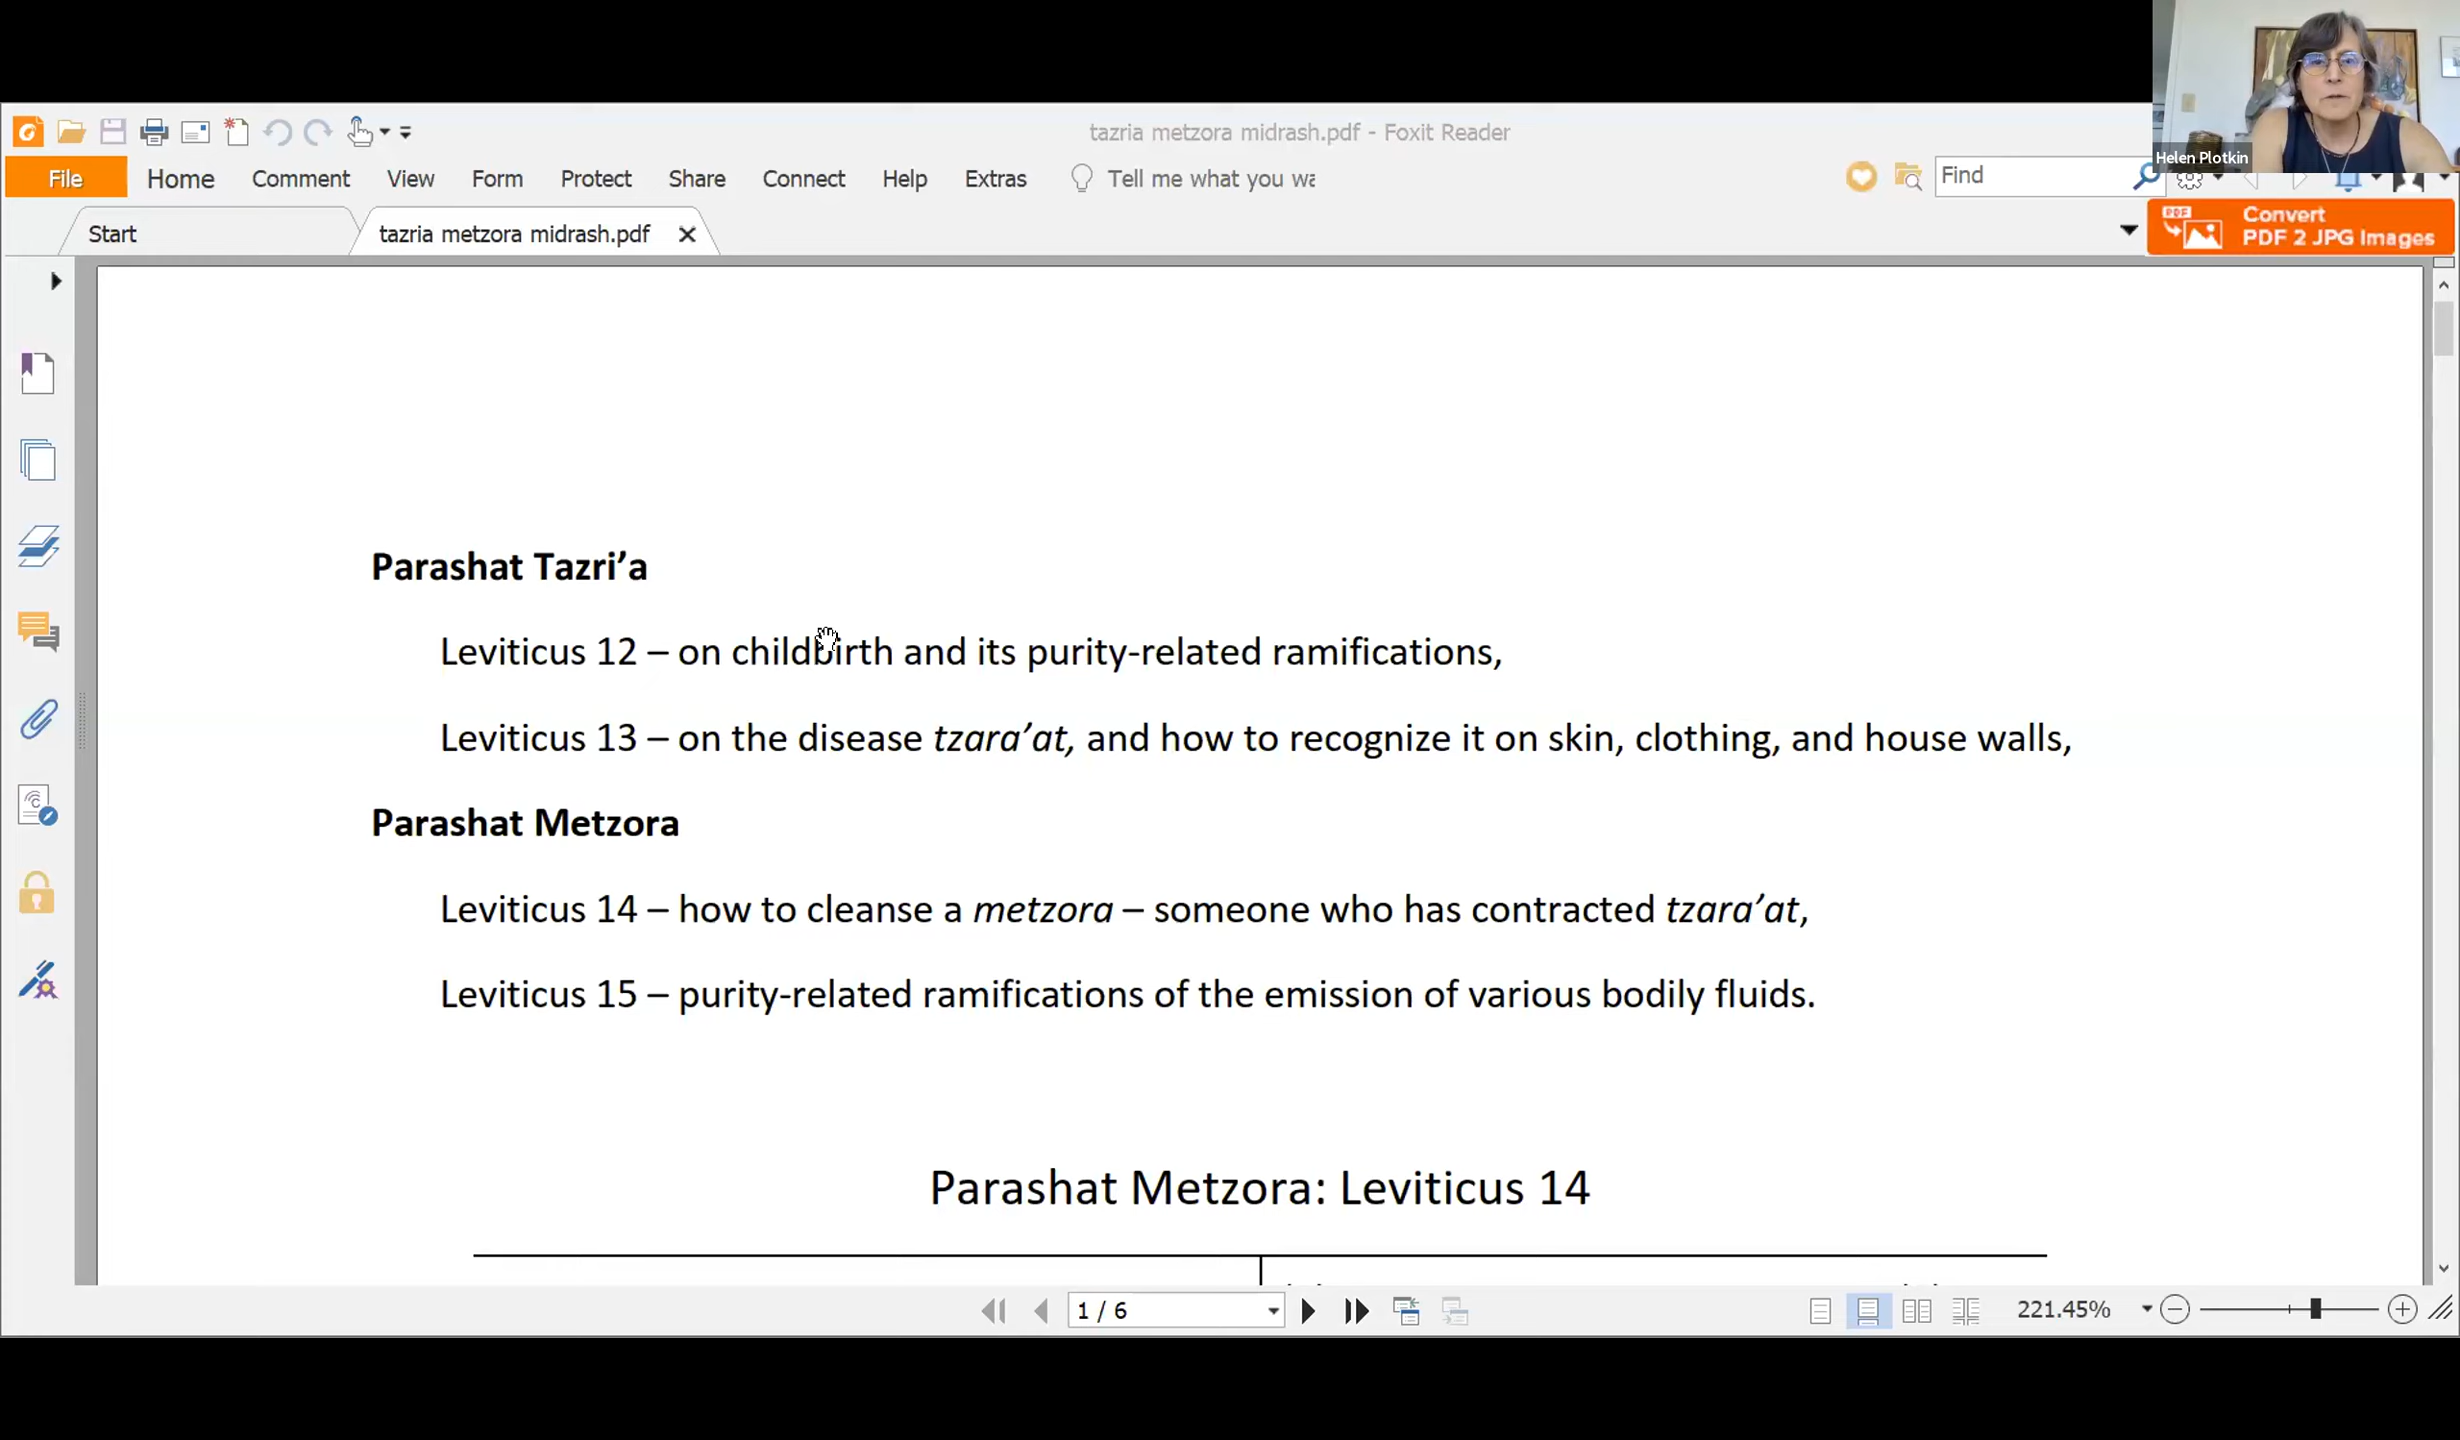 Helen Plotkin
tazria metzora midrash.pdf - Foxit Reader
File Home Comment View Form Protect Share Connect Help Extras Tell me what you wa Find
Start tazria metzora midrash.pdf
PDF Convert
PDF 2 JPG Images
Parashat Tazri’a
Leviticus 12 – on childbirth and its purity-related ramifications,
Leviticus 13 – on the disease tzara’at, and how to recognize it on skin, clothing, and house walls,
Parashat Metzora
Leviticus 14 – how to cleanse a metzora – someone who has contracted tzara’at,
Leviticus 15 – purity-related ramifications of the emission of various bodily fluids.
Parashat Metzora: Leviticus 14
1 / 6 221.45%